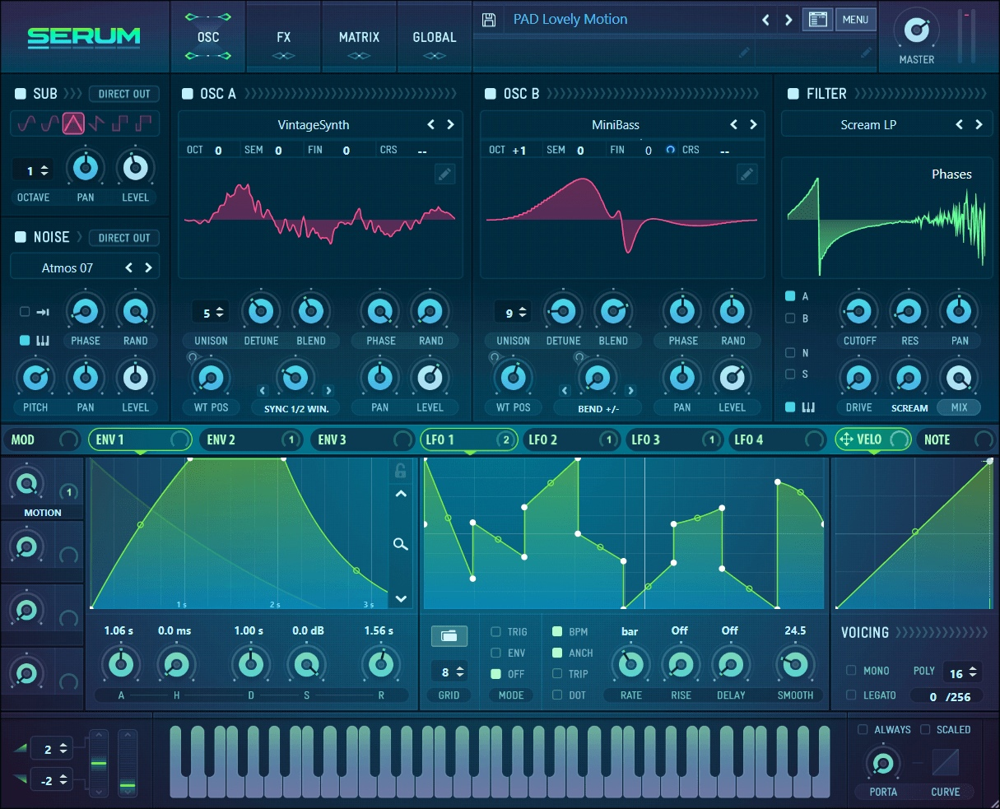 SERUM
OSC
FX
MATRIX
GLOBAL
PAD Lovely Motion
MENU
MASTER
SUB
DIRECT OUT
1
OCTAVE PAN LEVEL
NOISE
DIRECT OUT
Atmos 07
PHASE RAND
PITCH PAN LEVEL
OSC A
VintageSynth
OCT 0 SEM 0 FIN 0 CRS --
5
UNISON DETUNE BLEND PHASE RAND
WT POS SYNC 1/2 WIN. PAN LEVEL
OSC B
MiniBass
OCT +1 SEM 0 FIN 0 CRS --
9
UNISON DETUNE BLEND PHASE RAND
WT POS BEND +/- PAN LEVEL
FILTER
Scream LP
Phases
A
B
N
S
CUTOFF RES PAN
DRIVE SCREAM MIX
MOD ENV 1 ENV 2 1 ENV 3 LFO 1 2 LFO 2 1 LFO 3 1 LFO 4 VELO NOTE
1
MOTION
1 s 2 s 3 s
1.06 s 0.0 ms 1.00 s 0.0 dB 1.56 s
A H D S R
8
GRID
TRIG
ENV
OFF
MODE
BPM
ANCH
TRIP
DOT
bar Off Off 24.5
RATE RISE DELAY SMOOTH
VOICING
MONO POLY 16
LEGATO 0 /256
2
-2
ALWAYS SCALED
PORTA CURVE